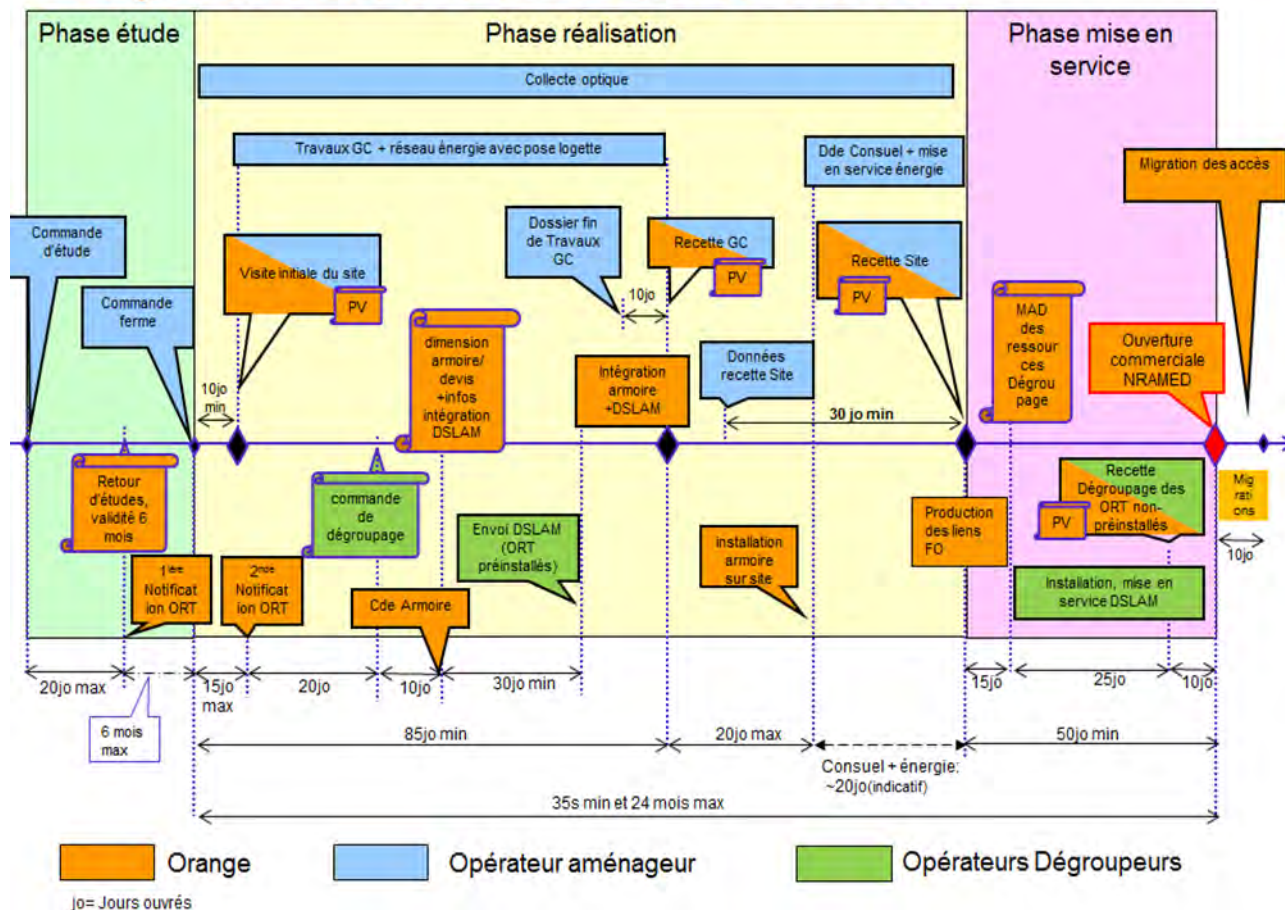 Phase étude
Phase réalisation
Phase mise en
service
Collecte optique
Travaux GC + réseau énergie avec pose logette
Dde Consuel + mise
en service énergie
Migration des accès
Commande
d'étude
Commande
ferme
Visite initiale du site
PV
Dossier fin
de Travaux
GC
Recette GC
PV
Recette Site
PV
10jo
10jo
min
dimension
armoire/
devis
+infos
intégration
DSLAM
Intégration
armoire
+DSLAM
Données
recette Site
30 jo min
MAD
des
ressour
ces
Dégrou
page
Ouverture
commerciale
NRAMED
Retour
d'études,
validité 6
mois
commande
de
dégroupage
Envoi DSLAM
(ORT
préinstallés)
installation
armoire
sur site
Production
des liens
FO
Recette
Dégroupage des
ORT non-
préinstallés
PV
Mig
rati
ons
10jo
1ière
Notificat
ion ORT
2nde
Notificat
ion ORT
Cde Armoire
Installation, mise en
service DSLAM
20jo max
6 mois
max
15jo
max
20jo
10jo
30jo min
15jo
25jo
10jo
85jo min
20jo max
Consuel + énergie:
~20jo(indicatif)
50jo min
35s min et 24 mois max
Orange
Opérateur aménageur
Opérateurs Dégroupeurs
jo= Jours ouvrés